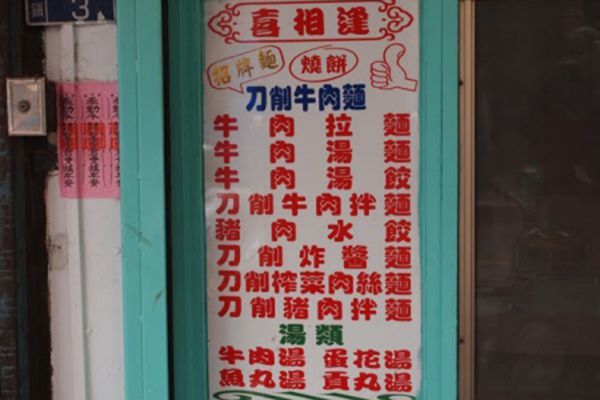 鎮
3
喜相逢
招牌麵 燒餅
刀削牛肉麵
牛肉拉麵
牛肉湯麵
牛肉湯餃
刀削牛肉拌麵
豬肉水餃
刀削炸醬麵
刀削榨菜肉絲麵
刀削豬肉拌麵
湯類
牛肉湯 蛋花湯
魚丸湯 貢丸湯